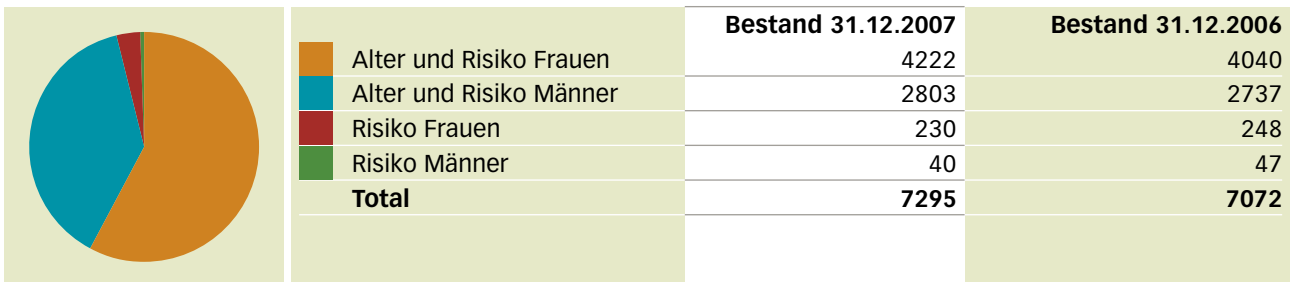 Bestand 31.12.2007 Bestand 31.12.2006
Alter und Risiko Frauen 4222 4040
Alter und Risiko Männer 2803 2737
Risiko Frauen 230 248
Risiko Männer 40 47
Total 7295 7072